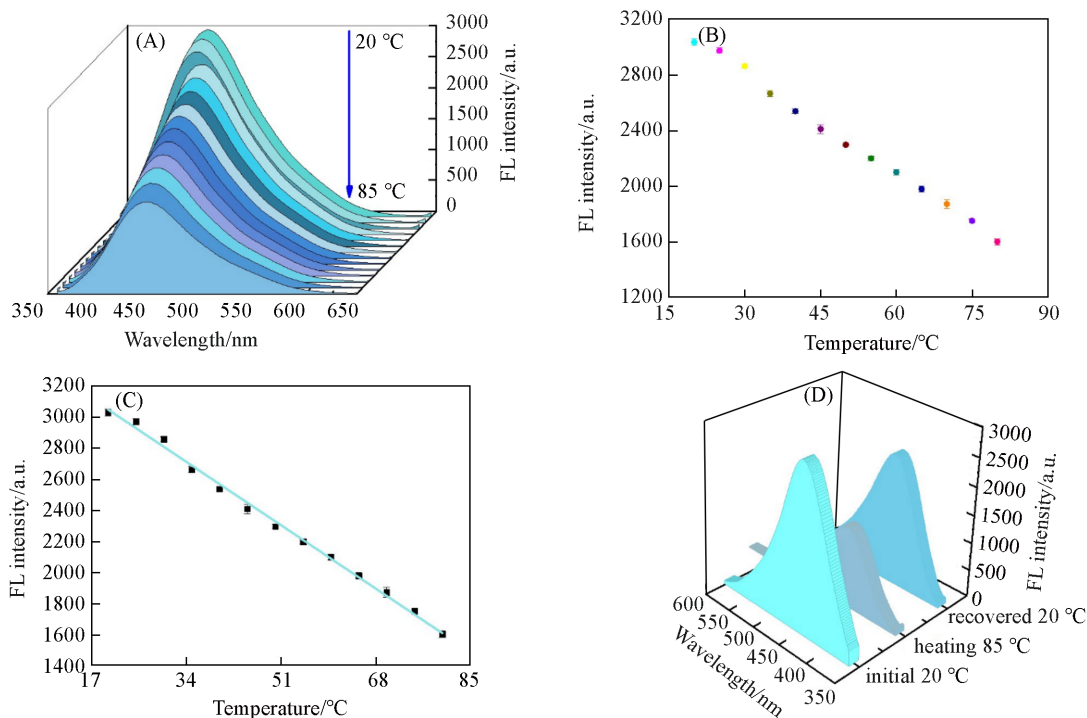 (A)
20 ℃
85 ℃
3000
2500
2000
1500
1000
500
0
FL intensity/a.u.
350 400 450 500 550 600 650
Wavelength/nm
(B)
3200
2800
2400
2000
1600
1200
FL intensity/a.u.
15 30 45 60 75 90
Temperature/℃
(C)
3200
3000
2800
2600
2400
2200
2000
1800
1600
1400
FL intensity/a.u.
17 34 51 68 85
Temperature/℃
(D)
3000
2500
2000
1500
1000
500
0
FL intensity/a.u.
600
550
500
450
400
350
Wavelength/nm
recovered 20 ℃
heating 85 ℃
initial 20 ℃